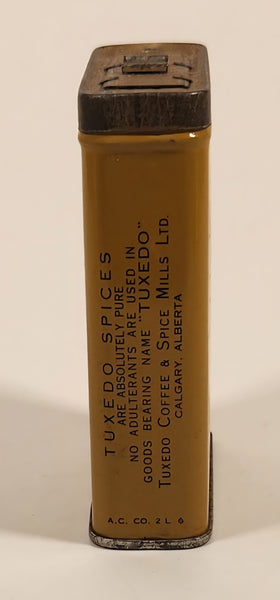 TUXEDO SPICES
ARE ABSOLUTELY PURE
NO ADULTERANTS ARE USED IN
GOODS BEARING NAME "TUXEDO"
TUXEDO COFFEE & SPICE MILLS LTD.
CALGARY, ALBERTA
A.C. CO. 2 L